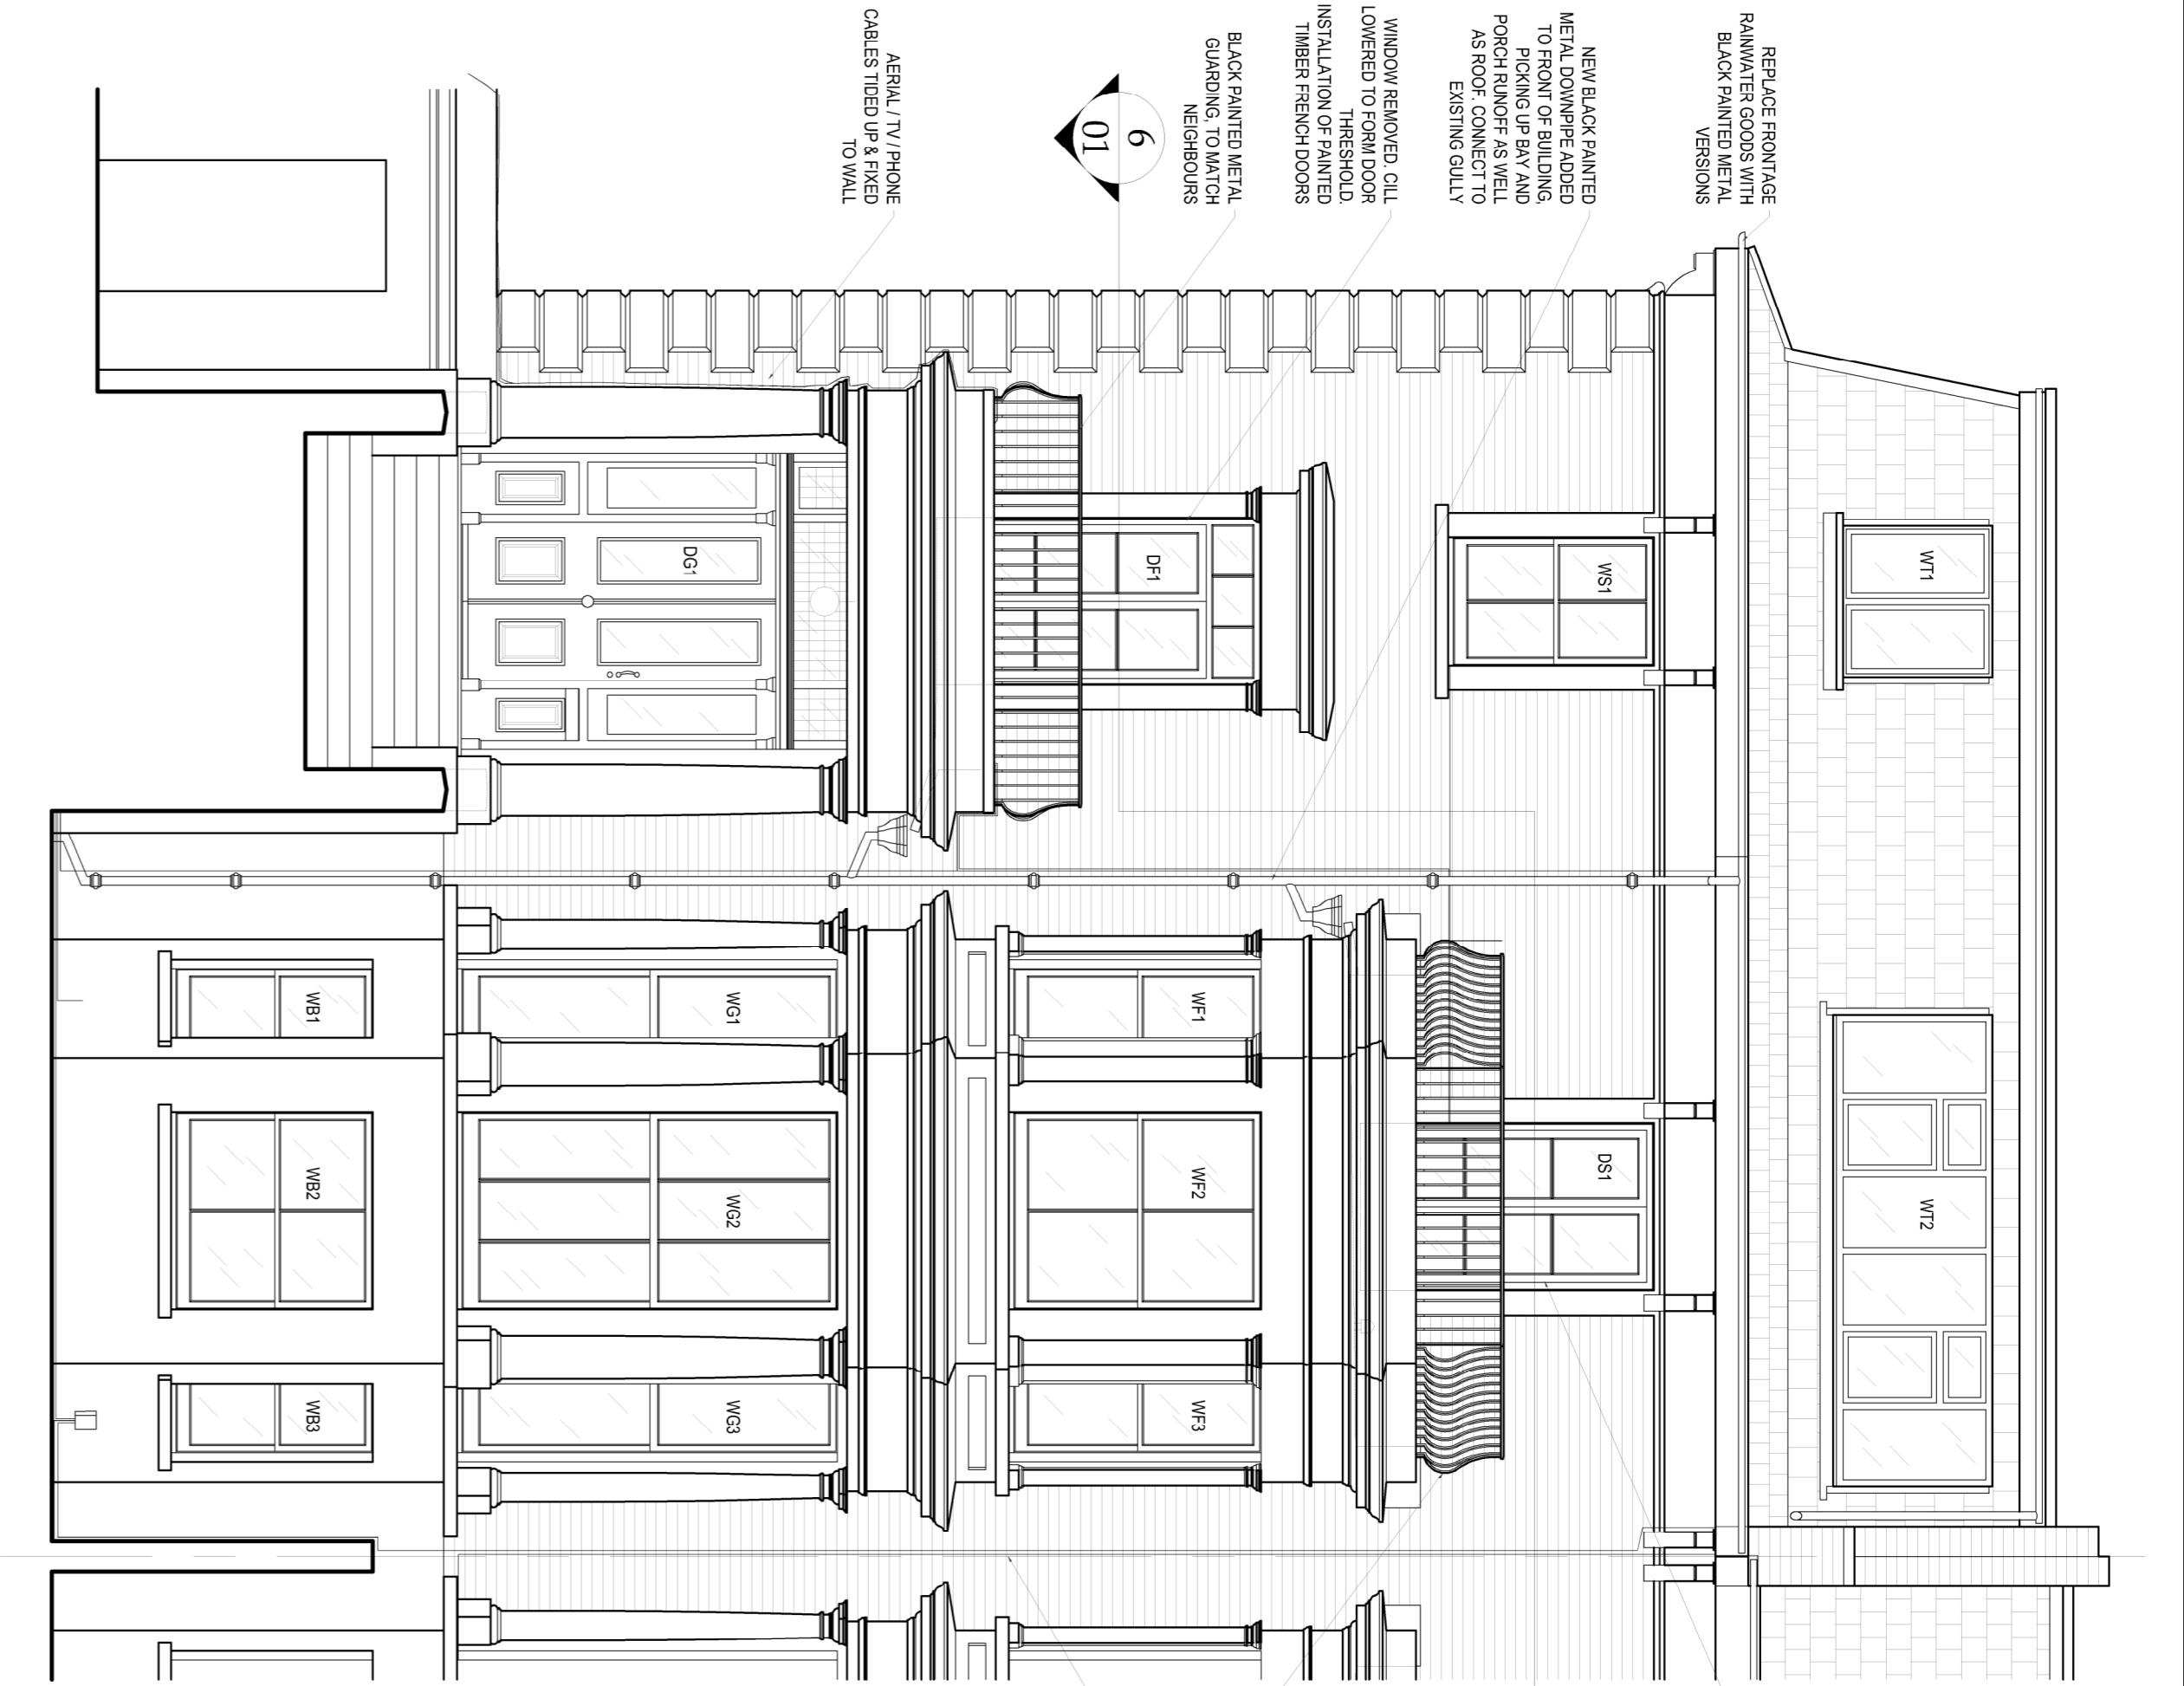 REPLACE FRONTAGE
RAINWATER GOODS WITH
BLACK PAINTED METAL
VERSIONS
NEW BLACK PAINTED
METAL DOWNPIPE ADDED
TO FRONT OF BUILDING,
PICKING UP BAY AND
PORCH RUNOFF AS WELL
AS ROOF. CONNECT TO
EXISTING GULLY
WINDOW REMOVED. CILL
LOWERED TO FORM DOOR
THRESHOLD.
INSTALLATION OF PAINTED
TIMBER FRENCH DOORS
BLACK PAINTED METAL
GUARDING, TO MATCH
NEIGHBOURS
6
01
AERIAL / TV / PHONE
CABLES TIDED UP & FIXED
TO WALL
WT1
WT2
WS1
DS1
DF1
WF1
WF2
WF3
DG1
WG1
WG2
WG3
WB1
WB2
WB3